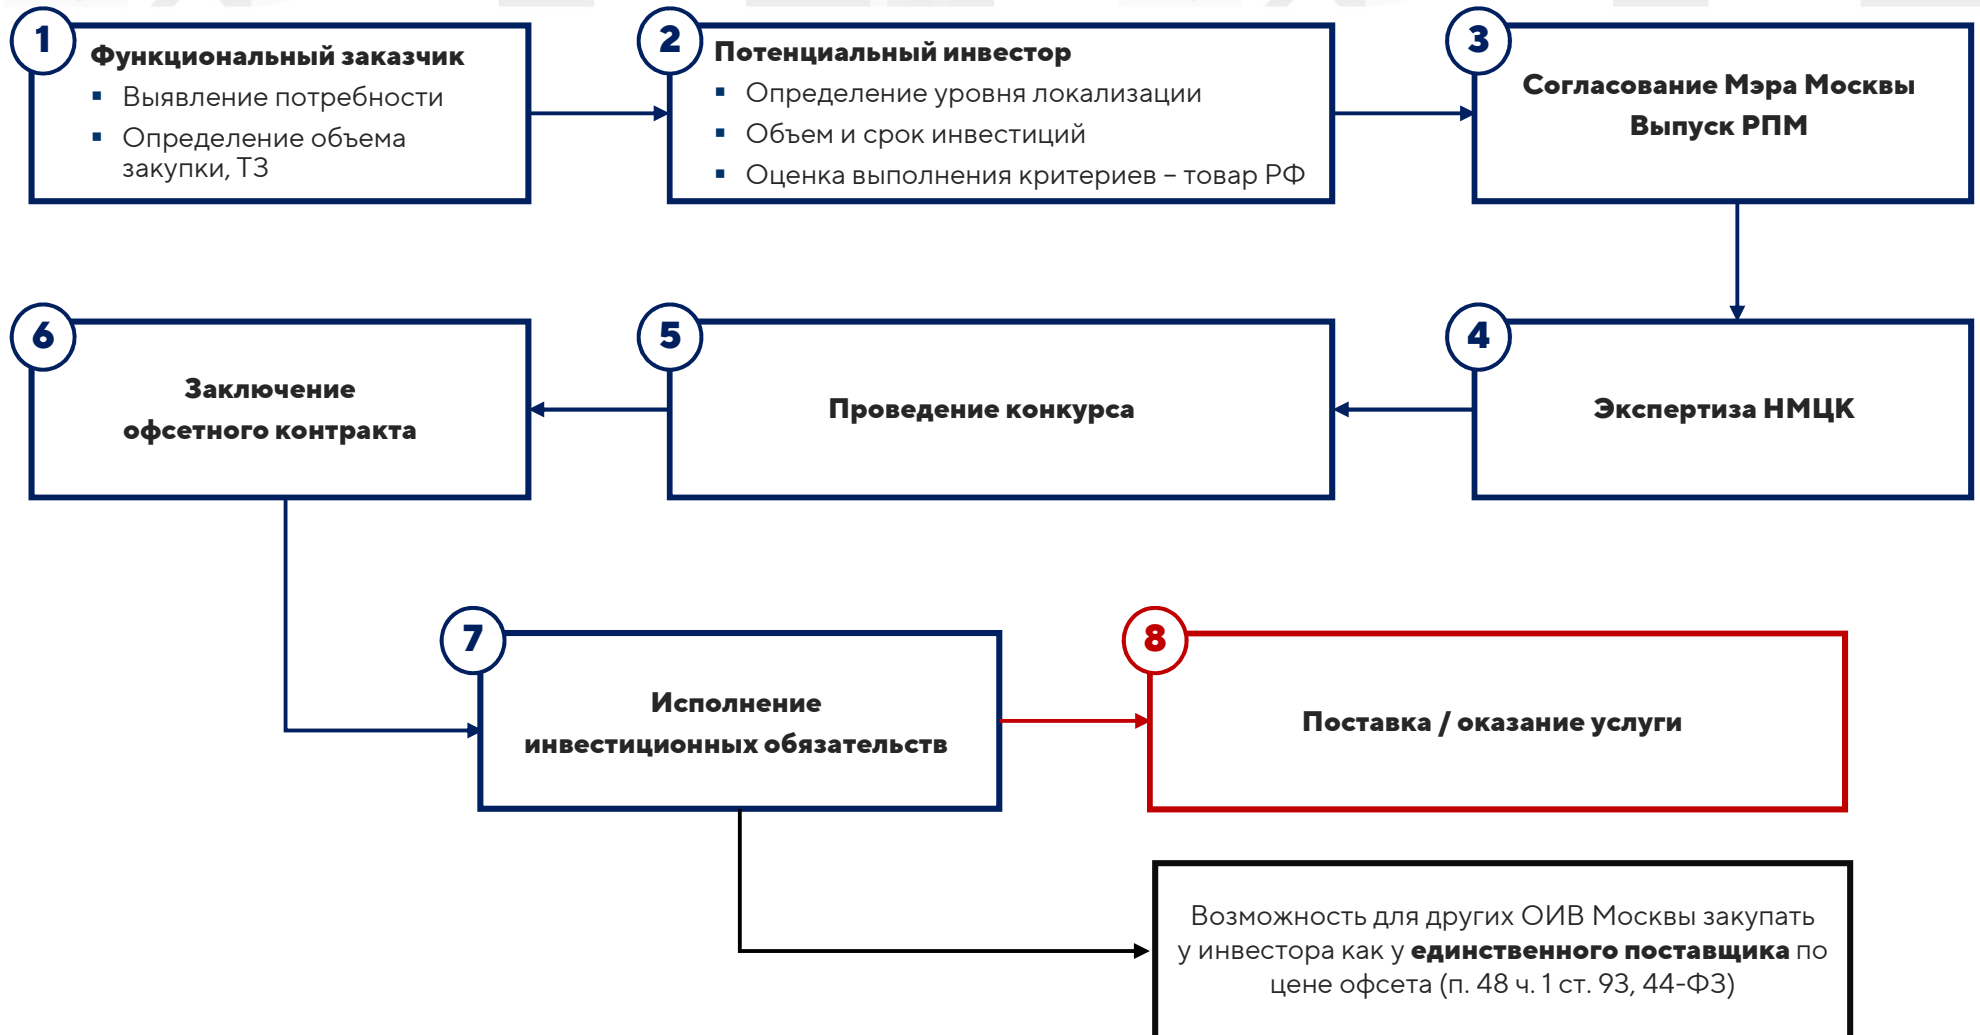 1
Функциональный заказчик
▪ Выявление потребности
▪ Определение объема
закупки, ТЗ
2
Потенциальный инвестор
▪ Определение уровня локализации
▪ Объем и срок инвестиций
▪ Оценка выполнения критериев – товар РФ
3
Согласование Мэра Москвы
Выпуск РПМ
4
Экспертиза НМЦК
5
Проведение конкурса
6
Заключение
офсетного контракта
7
Исполнение
инвестиционных обязательств
8
Поставка / оказание услуги
Возможность для других ОИВ Москвы закупать
у инвестора как у единственного поставщика по
цене офсета (п. 48 ч. 1 ст. 93, 44-ФЗ)